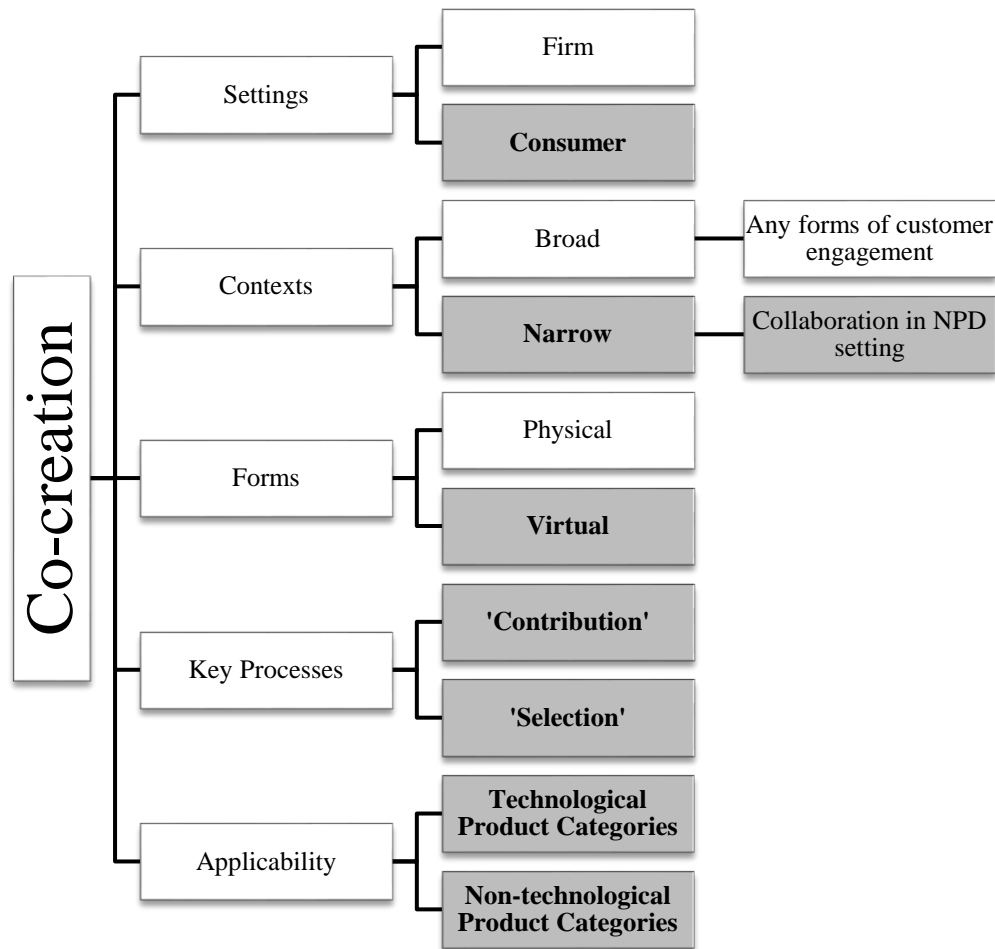 Co-creation
Settings
Firm
Consumer
Contexts
Broad
Any forms of customer
engagement
Narrow
Collaboration in NPD
setting
Forms
Physical
Virtual
Key Processes
'Contribution'
'Selection'
Applicability
Technological
Product Categories
Non-technological
Product Categories